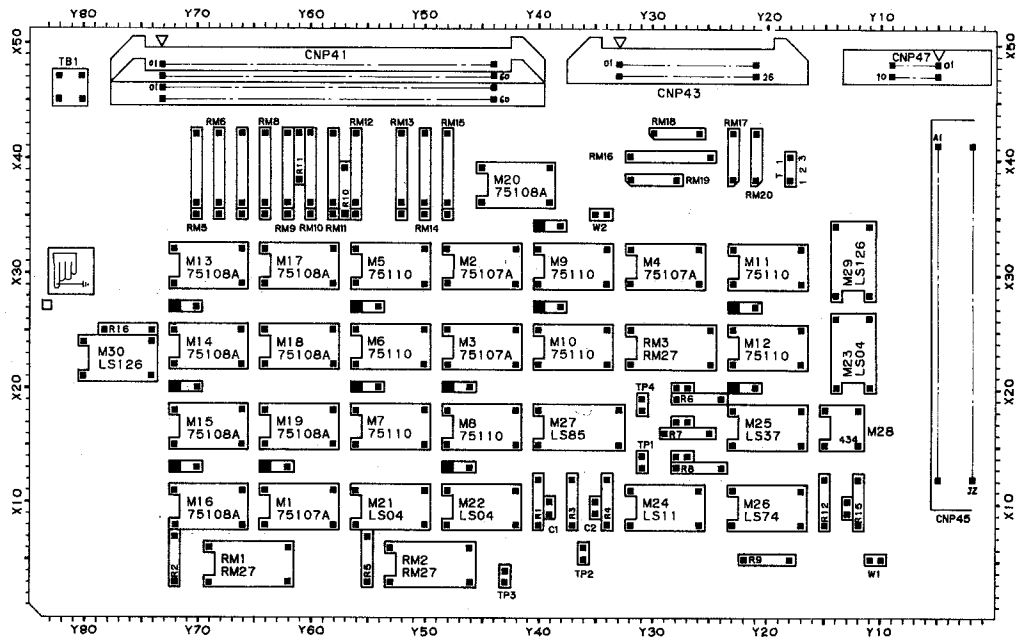 Y80 Y70 Y60 Y50 Y40 Y30 Y20 Y10
X50 X50
TB1 CNP41 CNP43 CNP47
01 60
01 60
01 26
01
10
RM6 RM8 RM12 RM13 RM15 RM18 RM17
X40 X40
R11 R10
RM16
RM19
RM20
T1
1 2 3
A1
M20
75108A
RM5 RM9 RM10 RM11 RM14
W2
X30 X30
M13
75108A
M17
75108A
M5
75110
M2
75107A
M9
75110
M4
75107A
M11
75110
M29
LS126
R16
M30
LS126
M14
75108A
M18
75108A
M6
75110
M3
75107A
M10
75110
RM3
RM27
M12
75110
M23
LS04
X20 X20
TP4
R6
M15
75108A
M19
75108A
M7
75110
M8
75110
M27
LS85
R7
TP1
R8
M25
LS37
434
M28
X10 X10
M16
75108A
M1
75107A
M21
LS04
M22
LS04
R1
C1
R3
C2
R4
M24
LS11
M26
LS74
R12
R15
JZ
CNP45
R2
RM1
RM27
R5
RM2
RM27
TP3
TP2
R9
W1
Y80 Y70 Y60 Y50 Y40 Y30 Y20 Y10